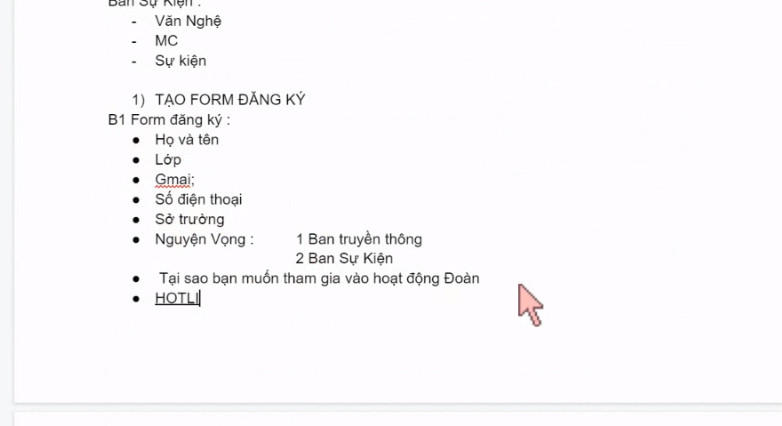 Ban Sự Kiện :
- Văn Nghệ
- MC
- Sự kiện
1) TẠO FORM ĐĂNG KÝ
B1 Form đăng ký :
● Họ và tên
● Lớp
● Gmai;
● Số điện thoại
● Sở trường
● Nguyện Vọng : 1 Ban truyền thông
2 Ban Sự Kiện
● Tại sao bạn muốn tham gia vào hoạt động Đoàn
● HOTLI